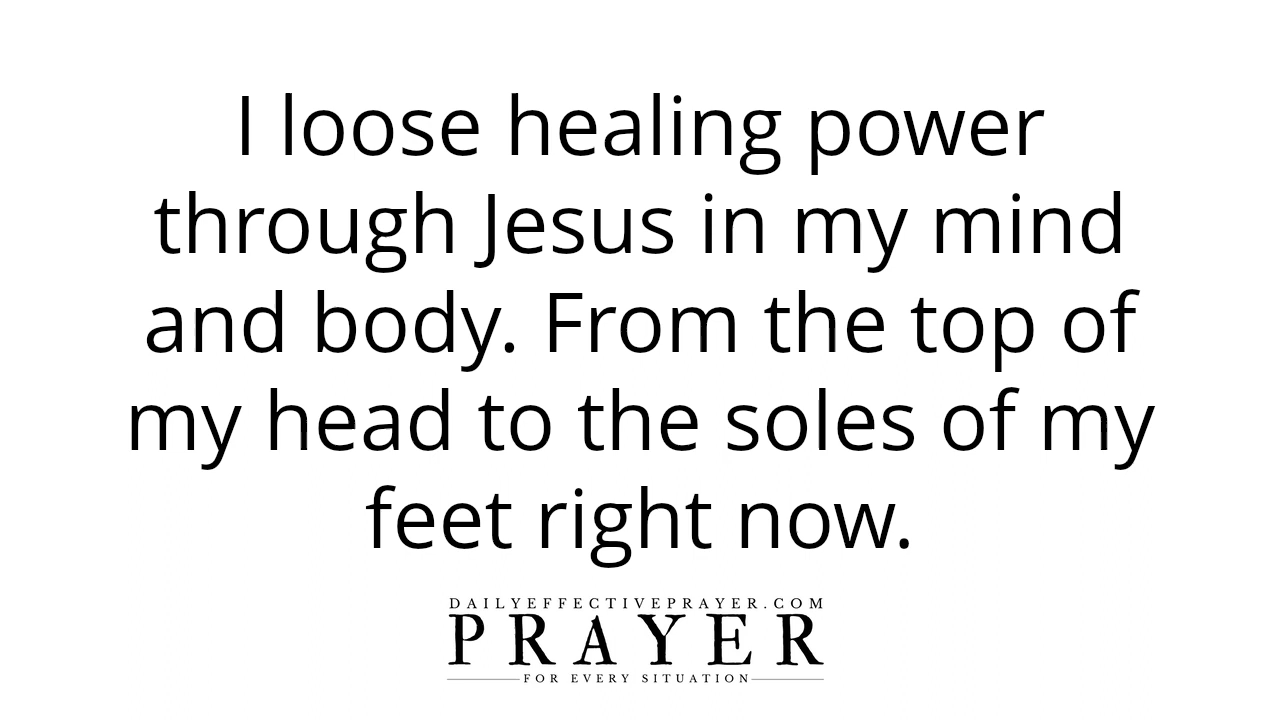 I loose healing power
through Jesus in my mind
and body. From the top of
my head to the soles of my
feet right now.
DAILYEFFECTIVEPRAYER.COM
PRAYER
FOR EVERY SITUATION